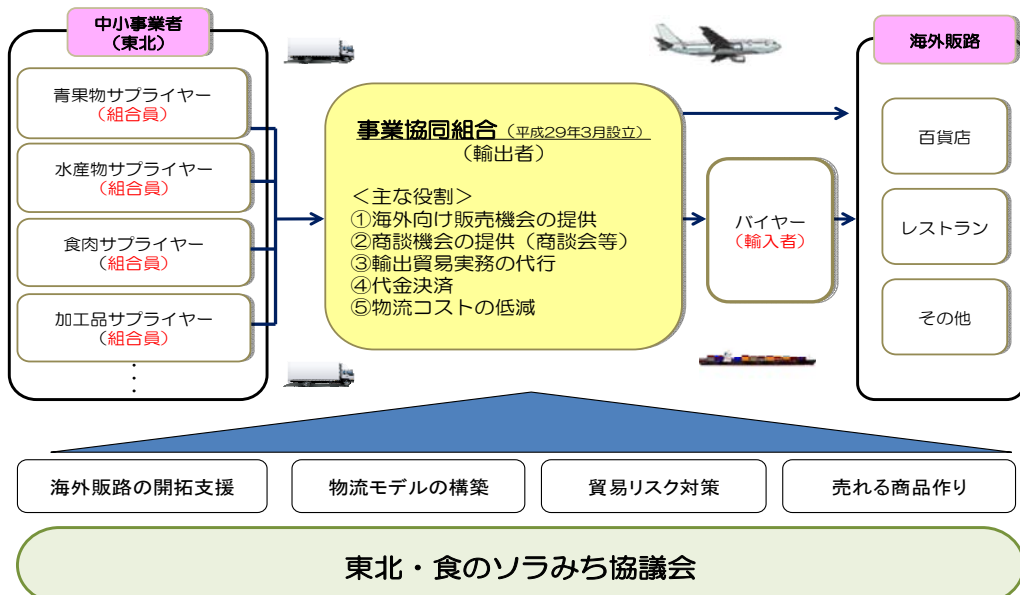 中小事業者
（東北）
青果物サプライヤー
（組合員）
水産物サプライヤー
（組合員）
食肉サプライヤー
（組合員）
加工品サプライヤー
（組合員）
・・・
事業協同組合（平成29年3月設立）
（輸出者）
＜主な役割＞
①海外向け販売機会の提供
②商談機会の提供（商談会等）
③輸出貿易実務の代行
④代金決済
⑤物流コストの低減
バイヤー
（輸入者）
海外販路
百貨店
レストラン
その他
海外販路の開拓支援
物流モデルの構築
貿易リスク対策
売れる商品作り
東北・食のソラみち協議会